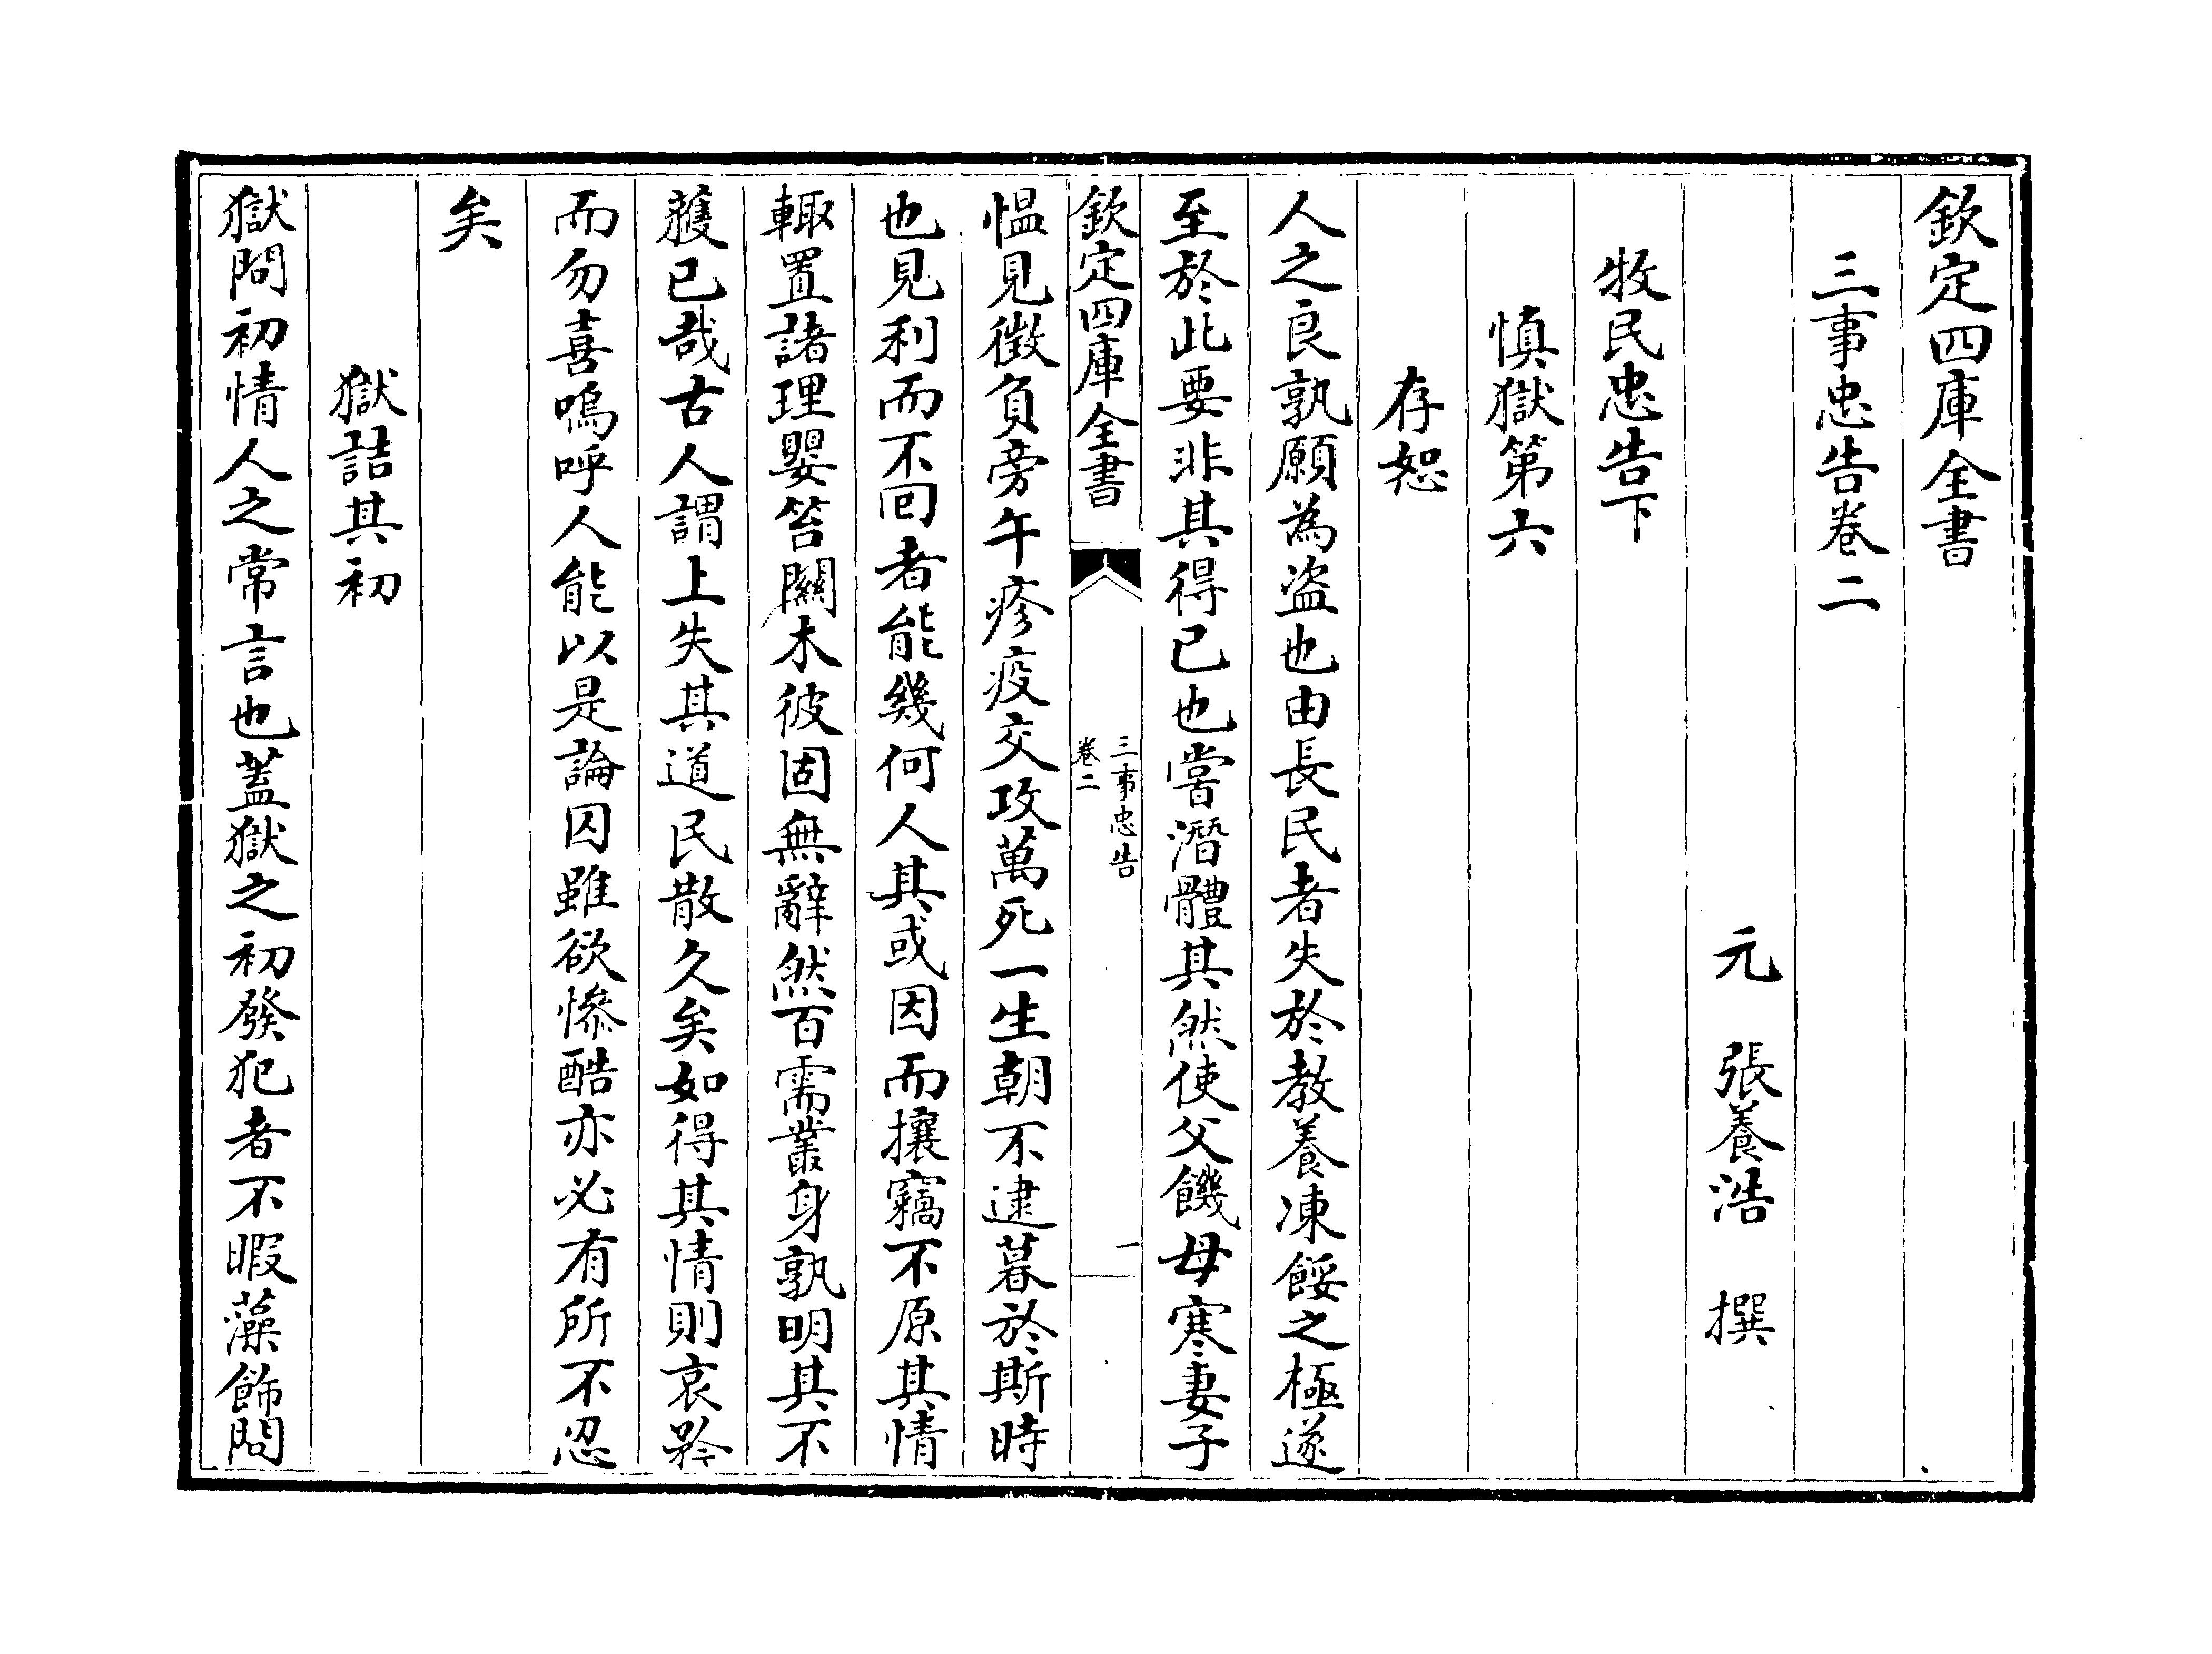 欽定四庫全書
三事忠告卷二
元 張養浩 撰
牧民忠告下
慎獄第六
存恕
人之良孰願為盗也由長民者失於教養凍餒之極遂
至於此要非其得已也嘗潛體其然使父饑母寒妻子
欽定四庫全書
三事忠告
卷二
一
愠見徴負旁午疹疫交攻萬死一生朝不逮暮於斯時
也見利而不回者能幾何人其或因而攘竊不原其情
輙置諸理嬰笞關木彼固無辭然百需叢身孰明其不
獲已哉古人謂上失其道民散久矣如得其情則哀矜
而勿喜嗚呼人能以是論囚雖欲慘酷亦必有所不忍
矣
獄詰其初
獄問初情人之常言也蓋獄之初發犯者不暇藻飾問